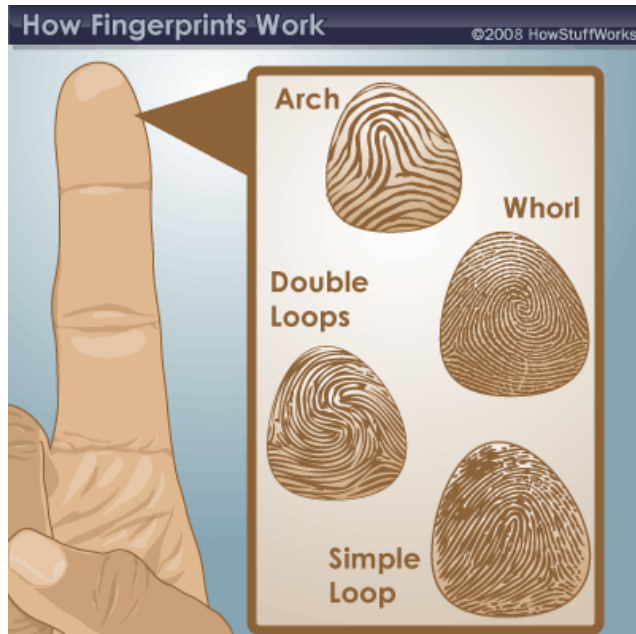 How Fingerprints Work
©2008 HowStuffWorks
Arch
Whorl
Double
Loops
Simple
Loop